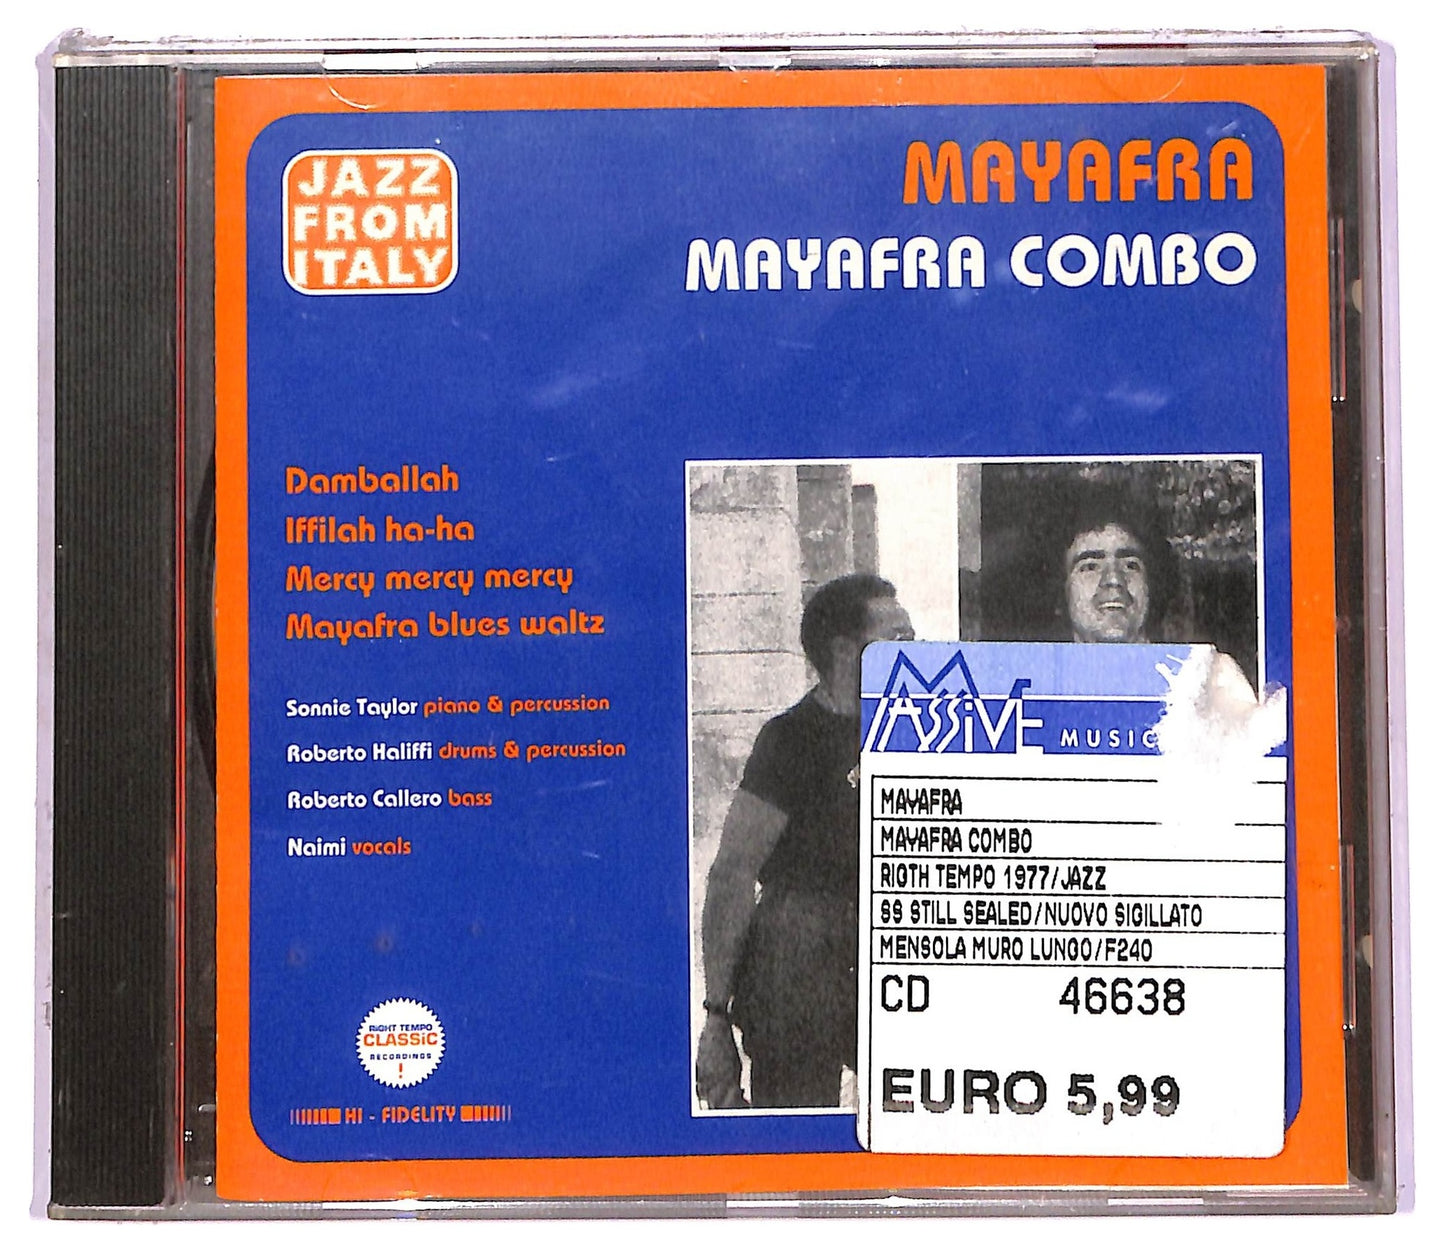 JAZZ
FROM
ITALY
MAYAFRA
MAYAFRA COMBO
Damballah
Iffilah ha-ha
Mercy mercy mercy
Mayafra blues waltz
Sonnie Taylor piano & percussion
Roberto Haliffi drums & percussion
Roberto Callero bass
Naimi vocals
RIGHT TEMPO
CLASSiC
RECORDINGS
!
HI - FIDELITY
MASSiVE MUSIC
MAYAFRA
MAYAFRA COMBO
RIGTH TEMPO 1977/JAZZ
SS STILL SEALED/NUOVO SIGILLATO
MENSOLA MURO LUNGO/F240
CD 46638
EURO 5,99